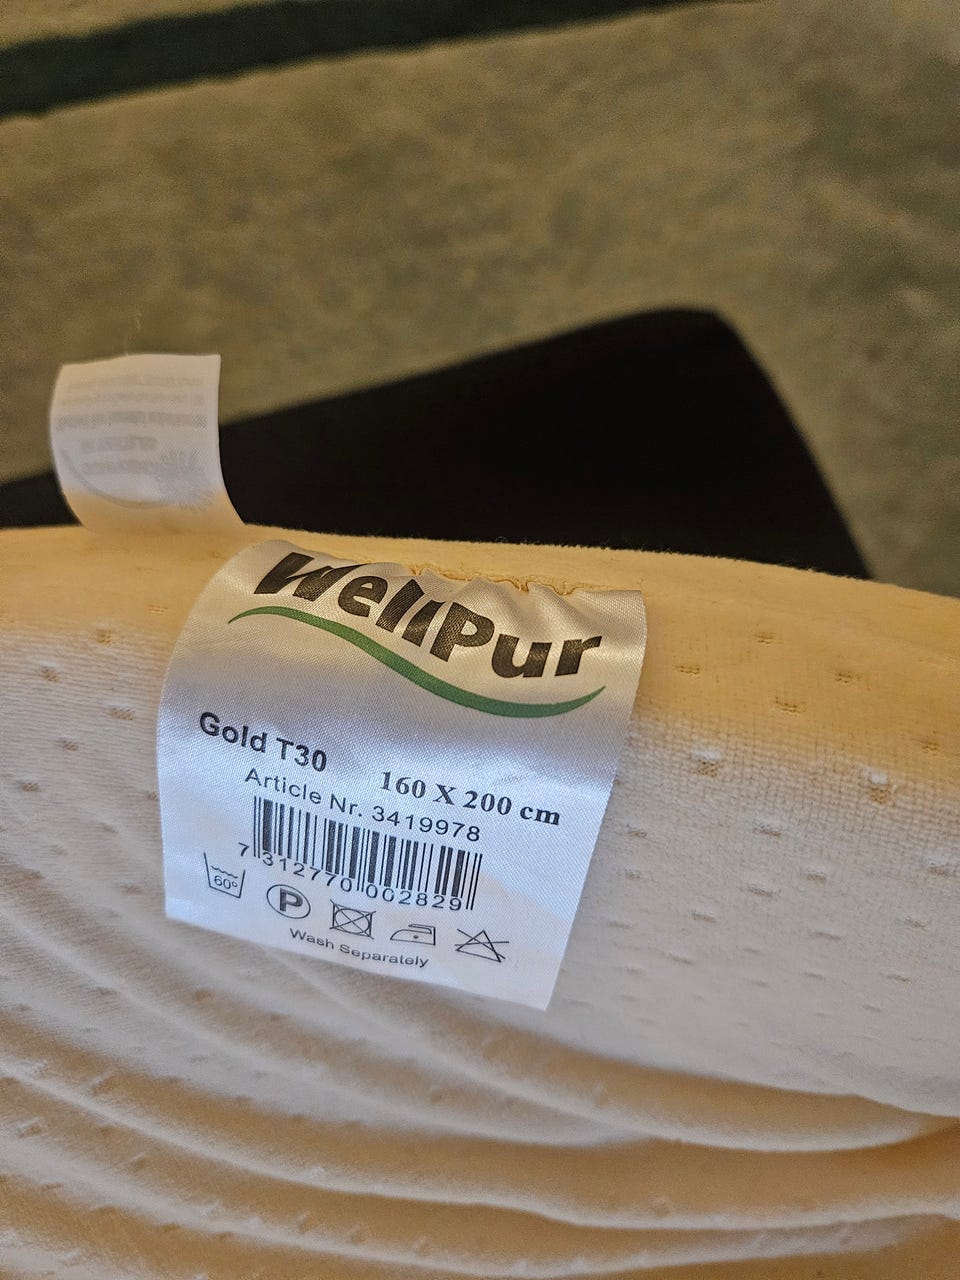 WellPur
Gold T30
160 X 200 cm
Article Nr. 3419978
7 312770 002829
60°
P
Wash Separately